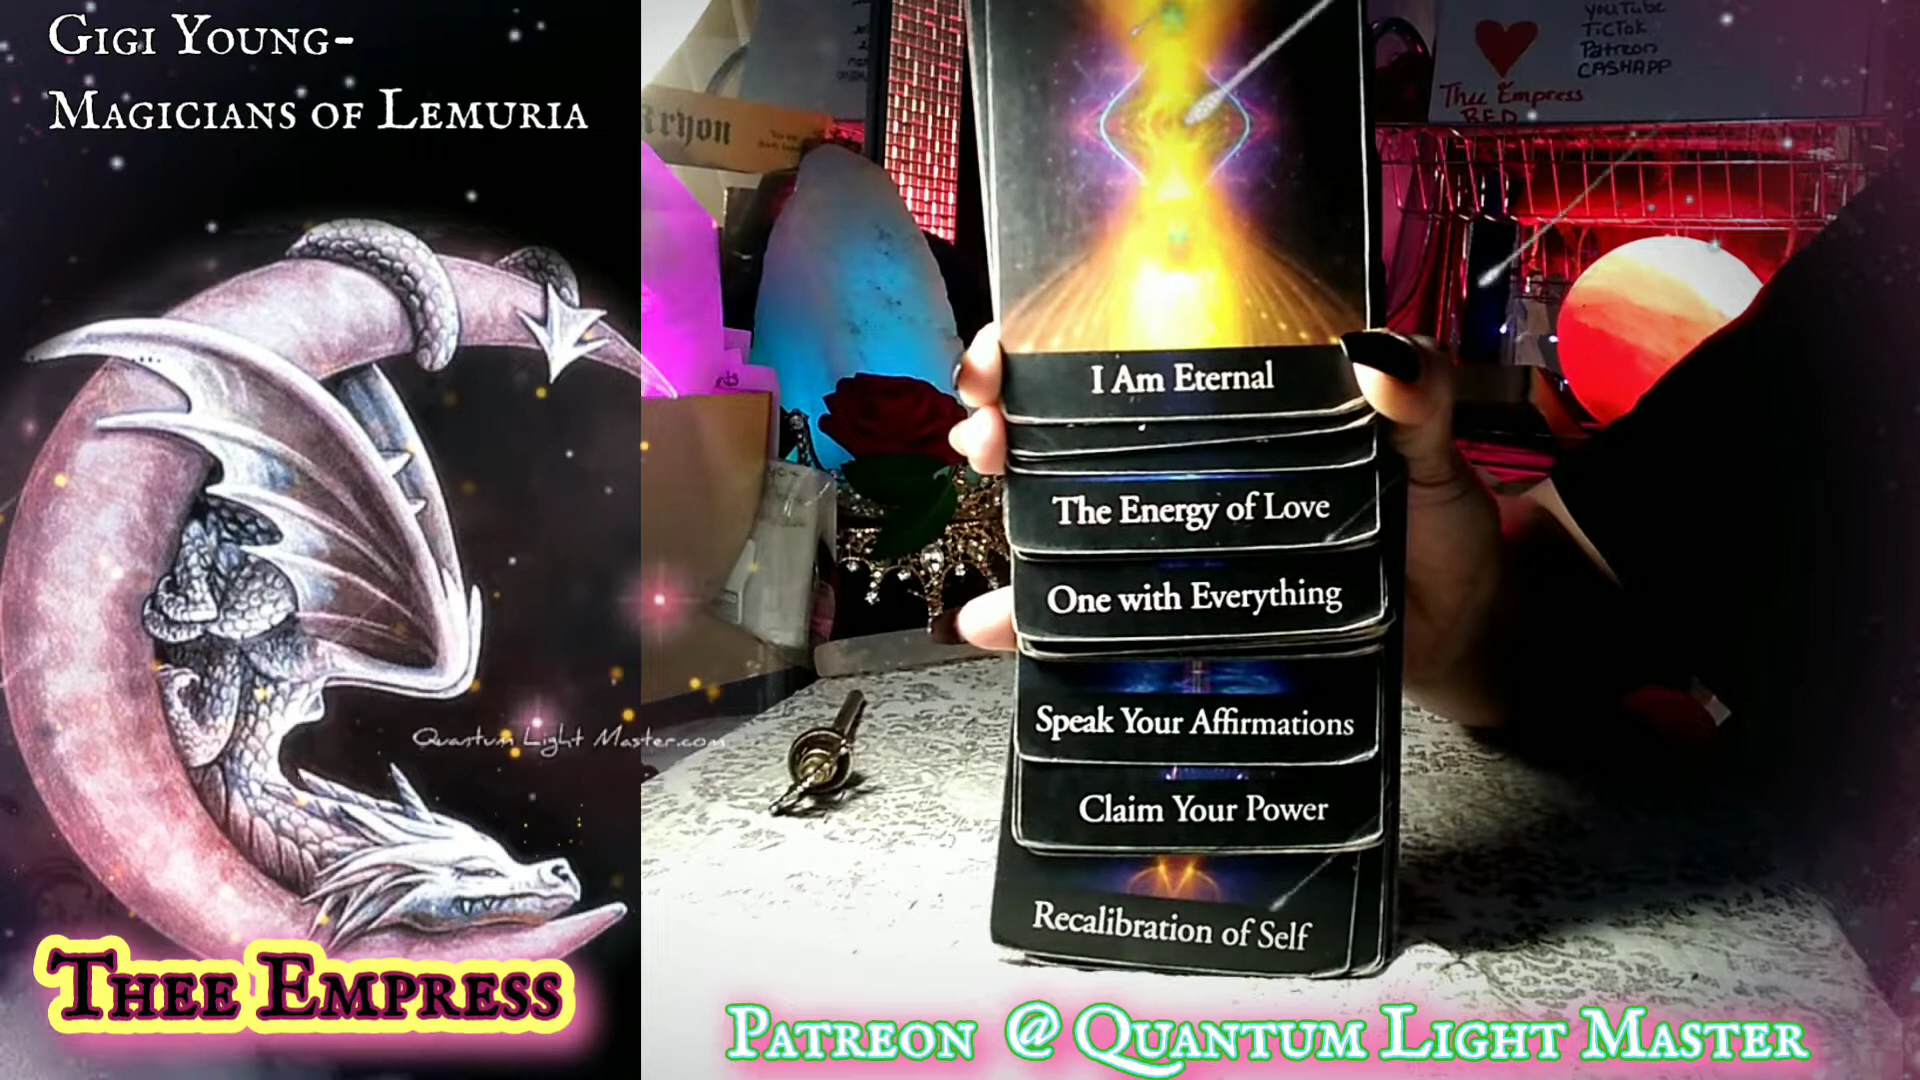 Gigi Young-
Magicians of Lemuria
Quantum Light Master.com
Thee Empress
Kryon
YouTube
TicTok
Patreon
CASHAPP
Thee Empress
RED
I Am Eternal
The Energy of Love
One with Everything
Speak Your Affirmations
Claim Your Power
Recalibration of Self
Patreon @ Quantum Light Master